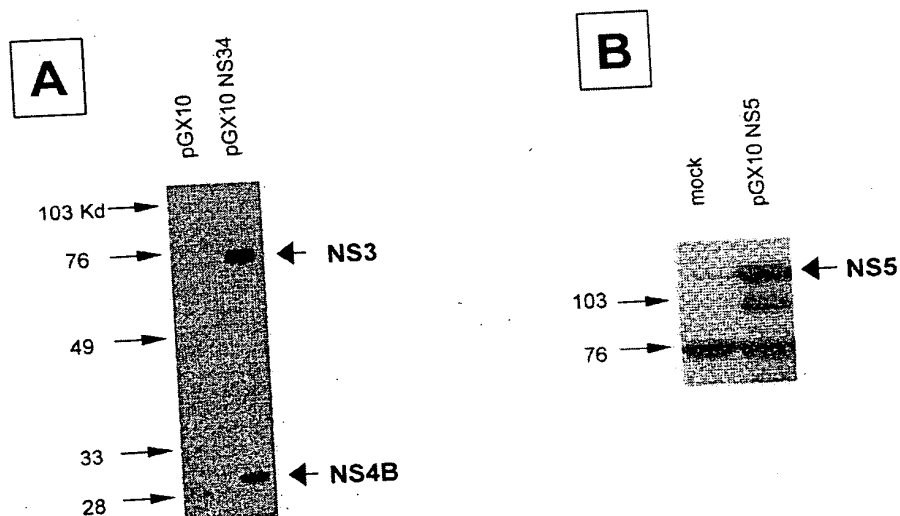 A
pGX10
pGX10 NS34
103 Kd
76
NS3
49
33
NS4B
28
B
mock
pGX10 NS5
NS5
103
76